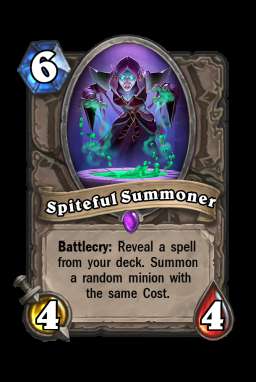 6
Spiteful Summoner
Battlecry: Reveal a spell
from your deck. Summon
a random minion with
the same Cost.
4 4